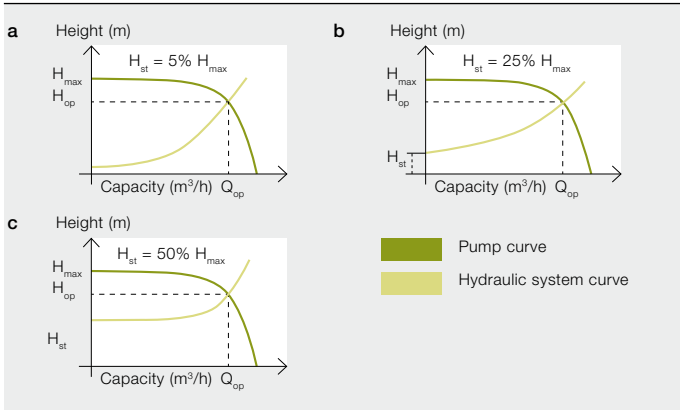 a
Height (m)
H_st = 5% H_max
H_max
H_op
Capacity (m³/h) Q_op
b
Height (m)
H_st = 25% H_max
H_max
H_op
H_st
Capacity (m³/h) Q_op
c
Height (m)
H_st = 50% H_max
H_max
H_op
H_st
Capacity (m³/h) Q_op
Pump curve
Hydraulic system curve